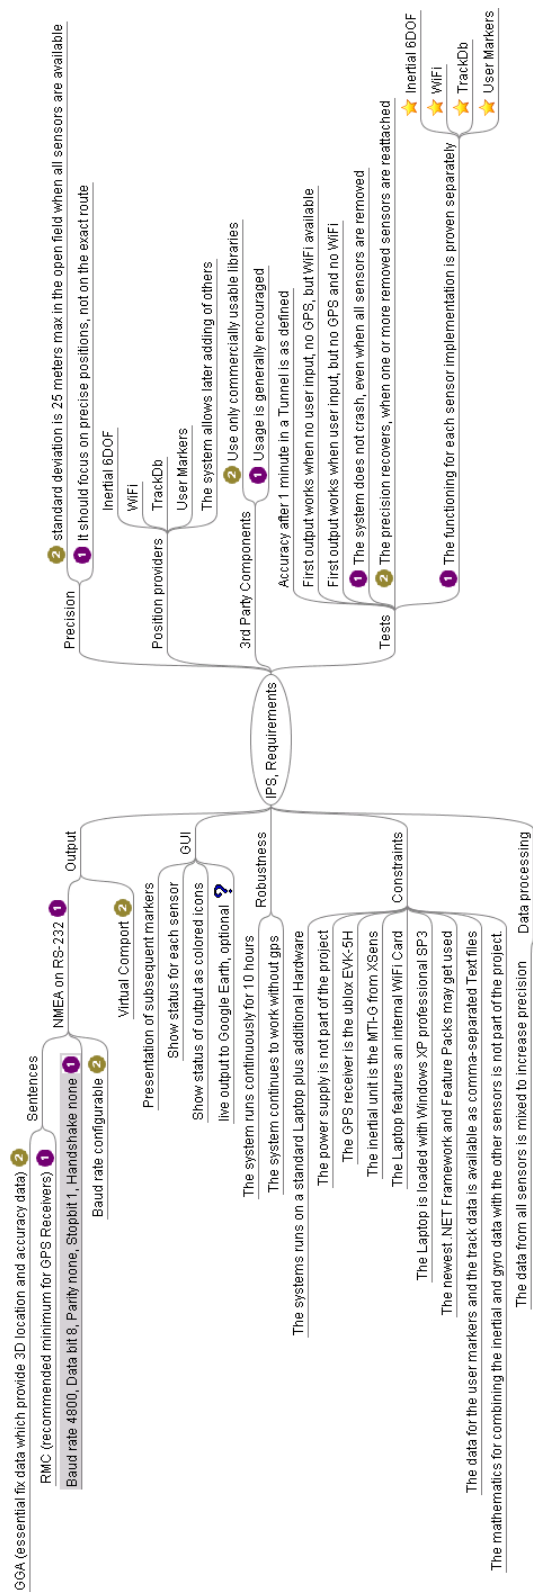 IPS, Requirements
Precision
2 standard deviation is 25 meters max in the open field when all sensors are available
1 It should focus on precise positions, not on the exact route
Position providers
Inertial 6DOF
WiFi
TrackDb
User Markers
The system allows later adding of others
3rd Party Components
2 Use only commercially usable libraries
1 Usage is generally encouraged
Tests
Accuracy after 1 minute in a Tunnel is as defined
First output works when no user input, no GPS, but WiFi available
First output works when user input, but no GPS and no WiFi
1 The system does not crash, even when all sensors are removed
2 The precision recovers, when one or more removed sensors are reattached
1 The functioning for each sensor implementation is proven separately
Inertial 6DOF
WiFi
TrackDb
User Markers
Output
NMEA on RS-232 1
Sentences
GGA (essential fix data which provide 3D location and accuracy data) 2
RMC (recommended minimum for GPS Receivers) 1
Baud rate 4800, Data bit 8, Parity none, Stopbit 1, Handshake none 1
Baud rate configurable 2
Virtual Comport 2
GUI
Presentation of subsequent markers
Show status for each sensor
Show status of output as colored icons
live output to Google Earth, optional ?
Robustness
The system runs continuously for 10 hours
The system continues to work without gps
Constraints
The systems runs on a standard Laptop plus additional Hardware
The power supply is not part of the project
The GPS receiver is the ublox EVK-5H
The inertial unit is the MTI-G from XSens
The Laptop features an internal WiFi Card
The Laptop is loaded with Windows XP professional SP3
The newest .NET Framework and Feature Packs may get used
The data for the user markers and the track data is available as comma-separated Text files
The mathematics for combining the inertial and gyro data with the other sensors is not part of the project.
Data processing
The data from all sensors is mixed to increase precision